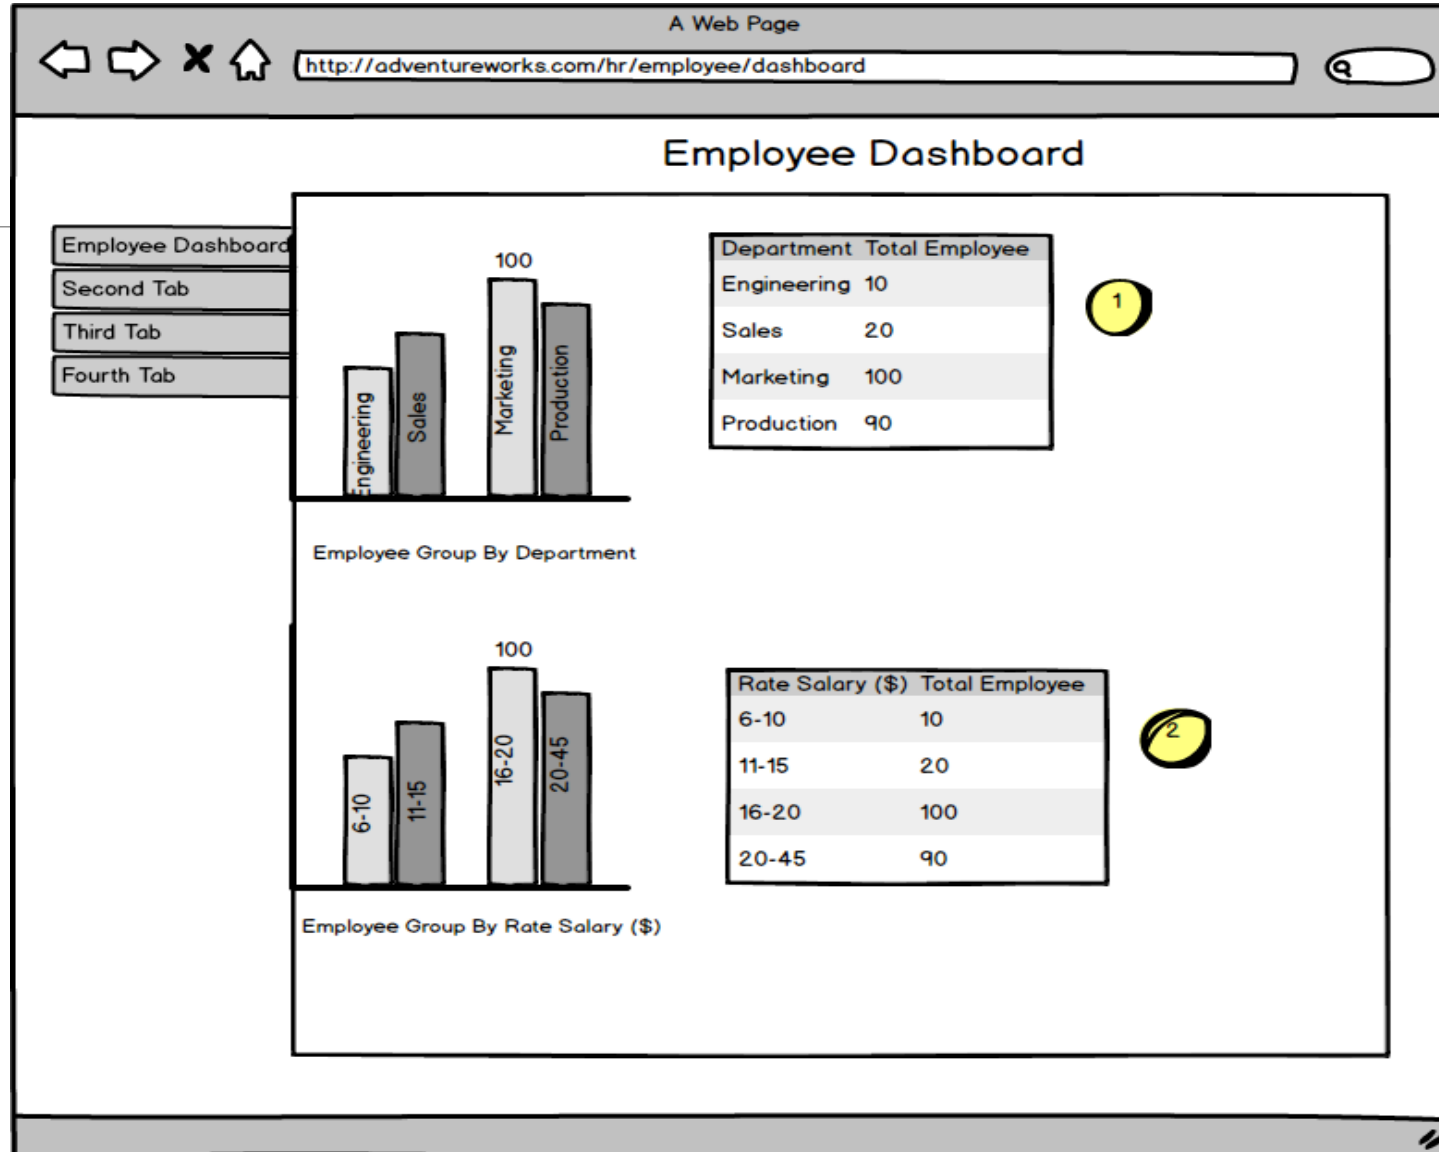 A Web Page
http://adventureworks.com/hr/employee/dashboard
Employee Dashboard
Employee Dashboard
Second Tab
Third Tab
Fourth Tab
100
Engineering
Sales
Marketing
Production
Employee Group By Department
Department Total Employee
Engineering 10
Sales 20
Marketing 100
Production 90
1
100
6-10
11-15
16-20
20-45
Employee Group By Rate Salary ($)
Rate Salary ($) Total Employee
6-10 10
11-15 20
16-20 100
20-45 90
2